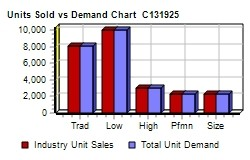 Units Sold vs Demand Chart C131925
10,000
8,000
6,000
4,000
2,000
0
Trad Low High Pfmn Size
Industry Unit Sales Total Unit Demand